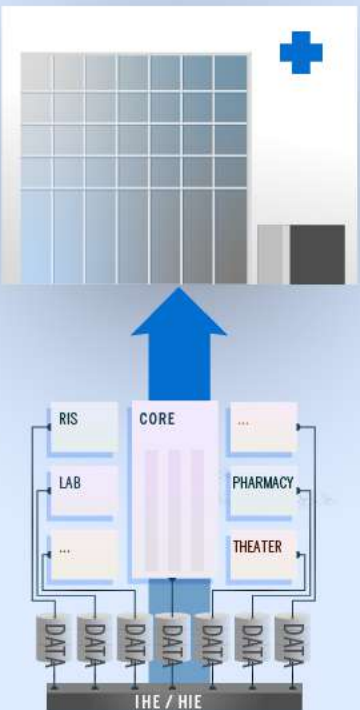 RIS
CORE
...
LAB
PHARMACY
...
THEATER
DATA
DATA
DATA
DATA
DATA
DATA
DATA
IHE / HIE